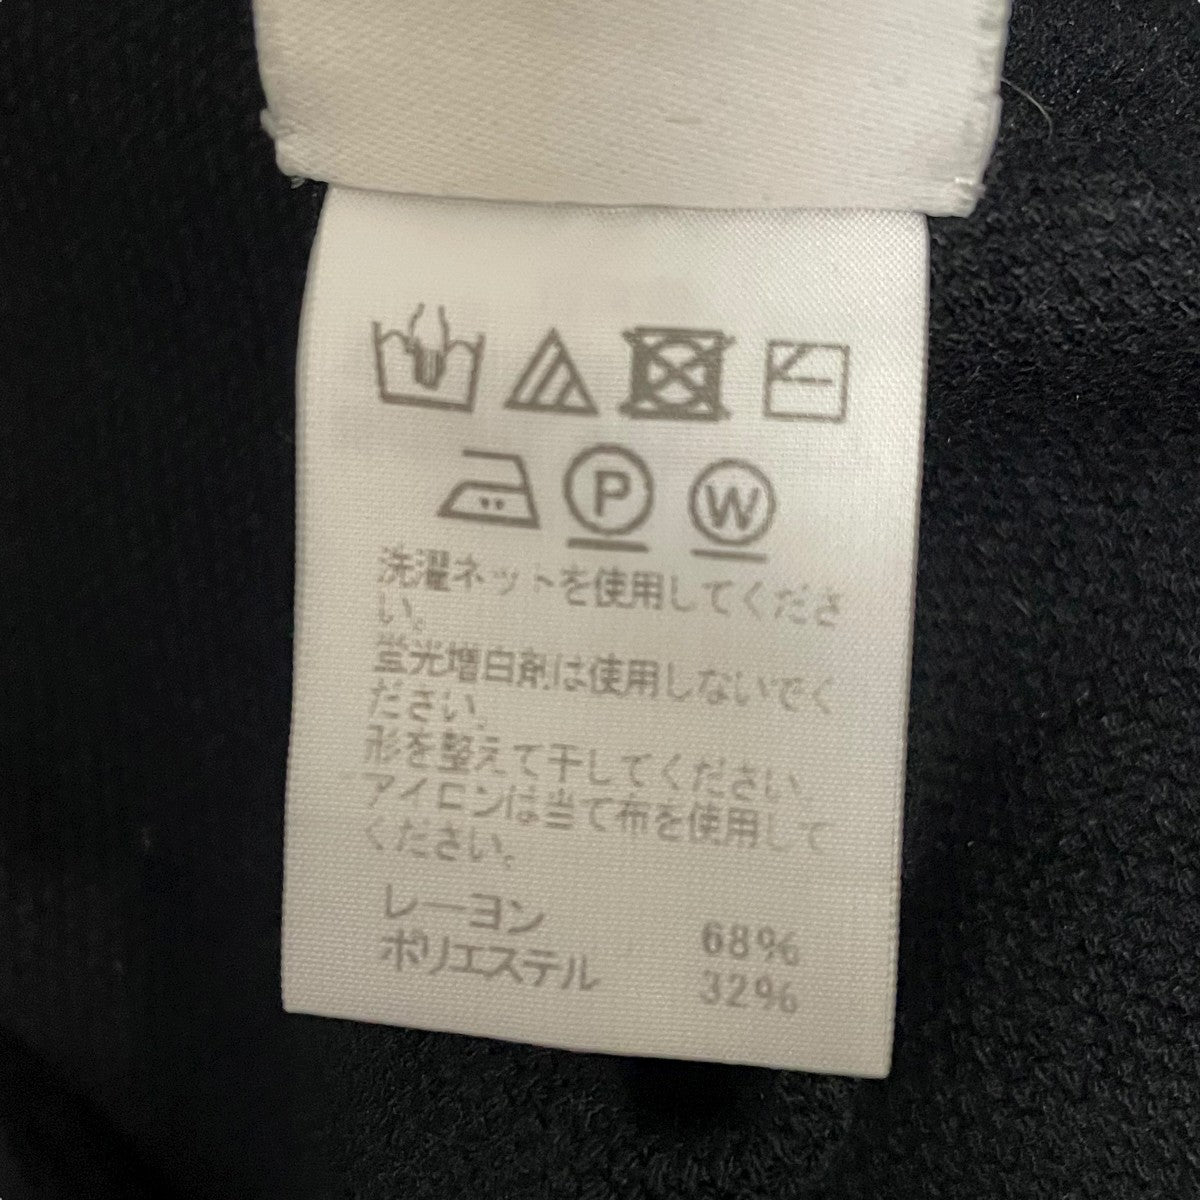 P W
洗濯ネットを使用してくださ
い。
蛍光増白剤は使用しないでく
ださい。
形を整えて干してください
アイロンは当て布を使用して
ください。
レーヨン 68%
ポリエステル 32%